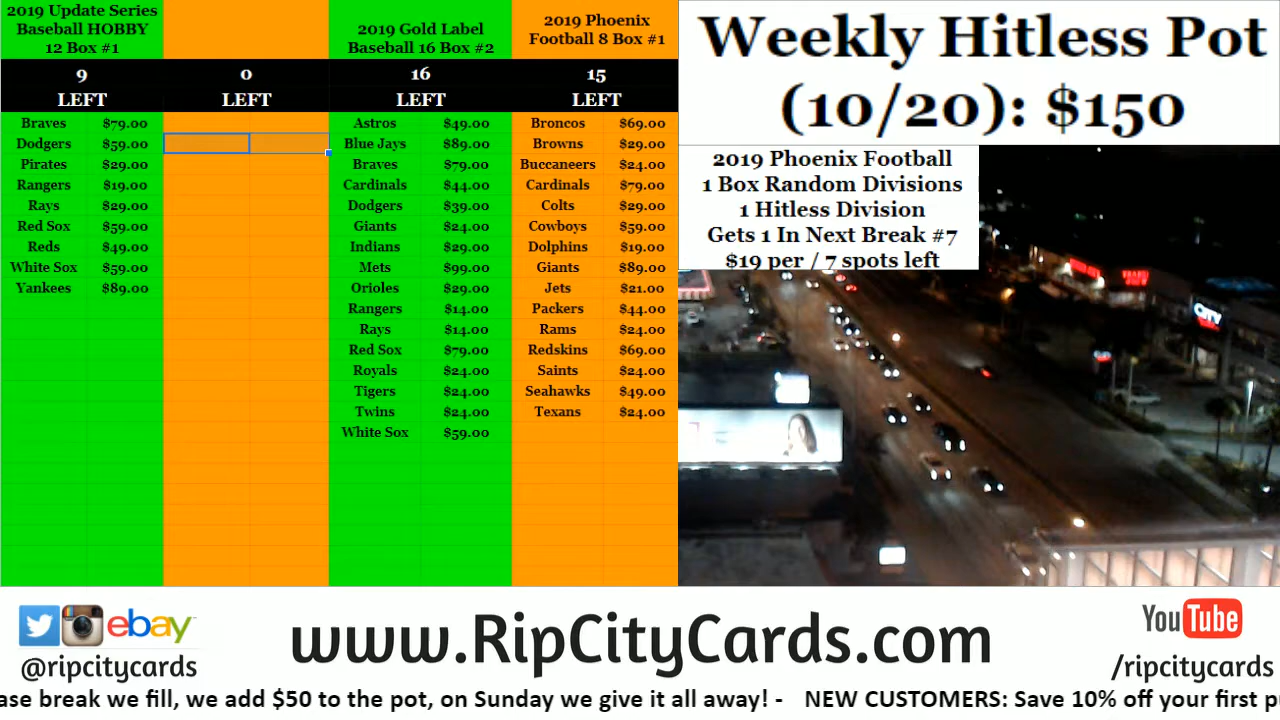 2019 Update Series
Baseball HOBBY
12 Box #1
9
LEFT
Braves $79.00
Dodgers $59.00
Pirates $29.00
Rangers $19.00
Rays $29.00
Red Sox $59.00
Reds $49.00
White Sox $59.00
Yankees $89.00
0
LEFT
2019 Gold Label
Baseball 16 Box #2
16
LEFT
Astros $49.00
Blue Jays $89.00
Braves $79.00
Cardinals $44.00
Dodgers $39.00
Giants $24.00
Indians $29.00
Mets $99.00
Orioles $29.00
Rangers $14.00
Rays $14.00
Red Sox $79.00
Royals $24.00
Tigers $24.00
Twins $24.00
White Sox $59.00
2019 Phoenix
Football 8 Box #1
15
LEFT
Broncos $69.00
Browns $29.00
Buccaneers $24.00
Cardinals $79.00
Colts $29.00
Cowboys $59.00
Dolphins $19.00
Giants $89.00
Jets $21.00
Packers $44.00
Rams $24.00
Redskins $69.00
Saints $24.00
Seahawks $49.00
Texans $24.00
Weekly Hitless Pot
(10/20): $150
2019 Phoenix Football
1 Box Random Divisions
1 Hitless Division
Gets 1 In Next Break #7
$19 per / 7 spots left
CITY
ebay
@ripcitycards
www.RipCityCards.com
YouTube
/ripcitycards
ase break we fill, we add $50 to the pot, on Sunday we give it all away! - NEW CUSTOMERS: Save 10% off your first p